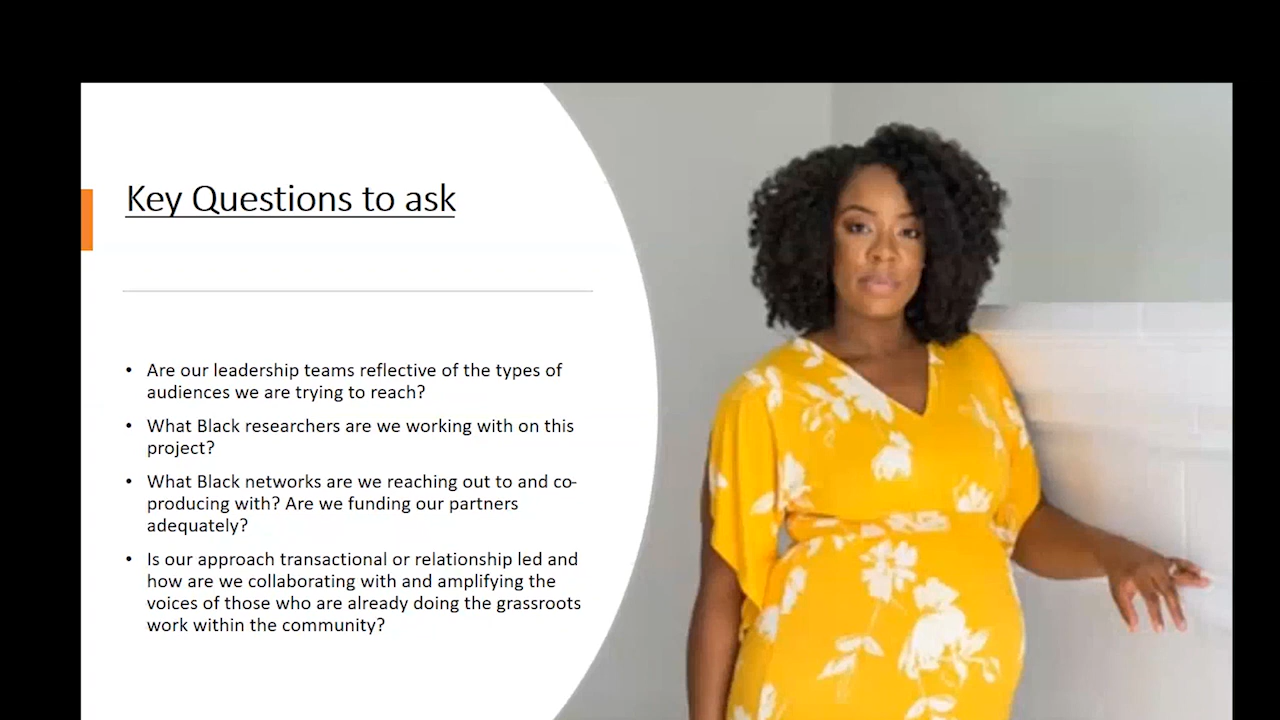 Key Questions to ask
• Are our leadership teams reflective of the types of
audiences we are trying to reach?
• What Black researchers are we working with on this
project?
• What Black networks are we reaching out to and co-
producing with? Are we funding our partners
adequately?
• Is our approach transactional or relationship led and
how are we collaborating with and amplifying the
voices of those who are already doing the grassroots
work within the community?